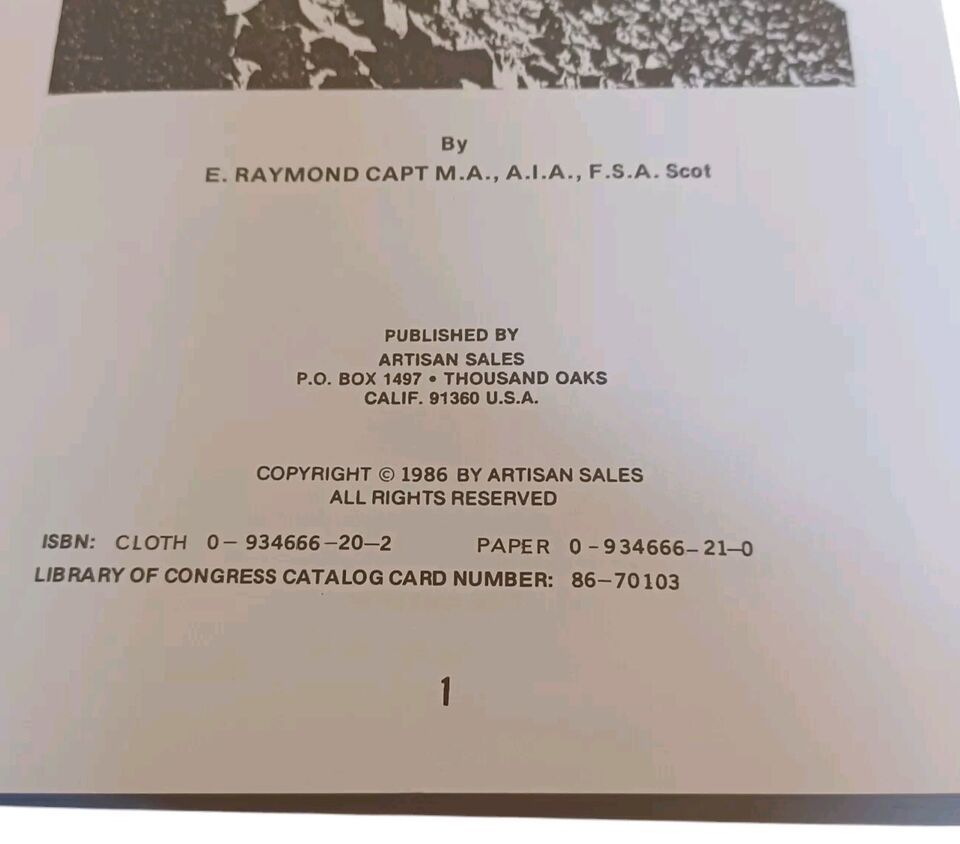 By
E. RAYMOND CAPT M.A., A.I.A., F.S.A. Scot
PUBLISHED BY
ARTISAN SALES
P.O. BOX 1497 • THOUSAND OAKS
CALIF. 91360 U.S.A.
COPYRIGHT © 1986 BY ARTISAN SALES
ALL RIGHTS RESERVED
ISBN: CLOTH 0-934666-20-2 PAPER 0-934666-21-0
LIBRARY OF CONGRESS CATALOG CARD NUMBER: 86-70103
1